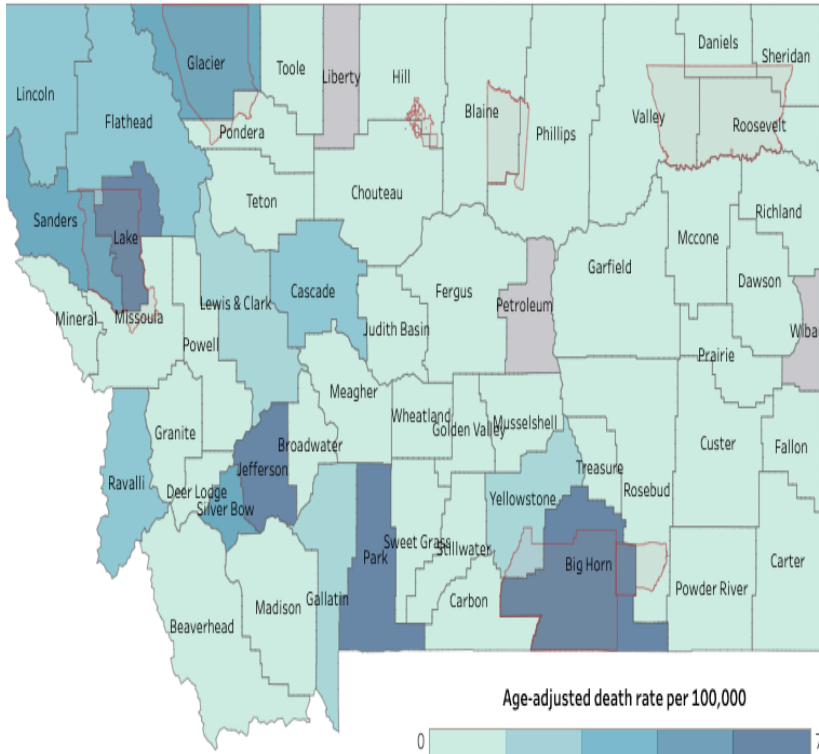 Daniels
Sheridan
Glacier
Toole
Liberty
Hill
Lincoln
Blaine
Phillips
Valley
Roosevelt
Flathead
Pondera
Teton
Chouteau
Richland
Sanders
Lake
Mccone
Garfield
Dawson
Fergus
Cascade
Lewis & Clark
Petroleum
Mineral
Missoula
Judith Basin
Powell
Wiba
Prairie
Meagher
Wheatland
Musselshell
Golden Valley
Granite
Broadwater
Custer
Fallon
Jefferson
Treasure
Ravalli
Rosebud
Deer Lodge
Silver Bow
Yellowstone
Sweet Grass
Stillwater
Park
Big Horn
Carter
Powder River
Gallatin
Madison
Carbon
Beaverhead
Age-adjusted death rate per 100,000
0
7